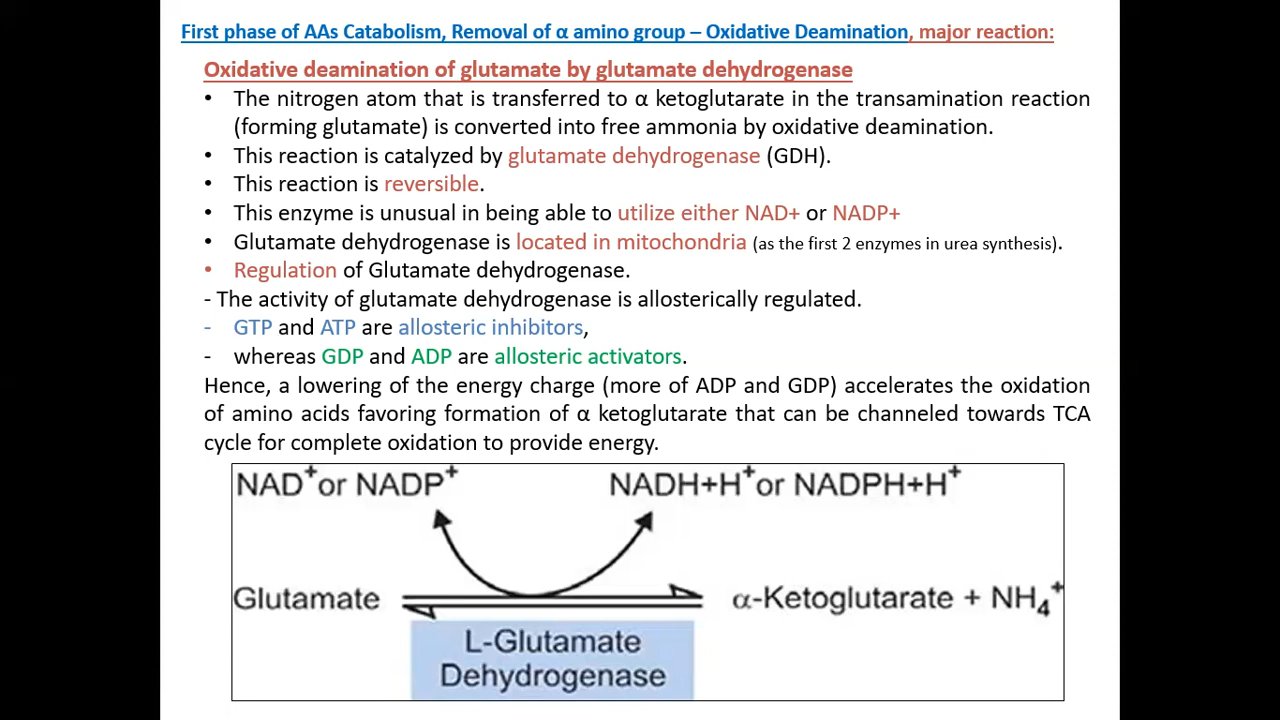 First phase of AAs Catabolism, Removal of α amino group – Oxidative Deamination, major reaction:
Oxidative deamination of glutamate by glutamate dehydrogenase
• The nitrogen atom that is transferred to α ketoglutarate in the transamination reaction
(forming glutamate) is converted into free ammonia by oxidative deamination.
• This reaction is catalyzed by glutamate dehydrogenase (GDH).
• This reaction is reversible.
• This enzyme is unusual in being able to utilize either NAD+ or NADP+
• Glutamate dehydrogenase is located in mitochondria (as the first 2 enzymes in urea synthesis).
• Regulation of Glutamate dehydrogenase.
- The activity of glutamate dehydrogenase is allosterically regulated.
- GTP and ATP are allosteric inhibitors,
- whereas GDP and ADP are allosteric activators.
Hence, a lowering of the energy charge (more of ADP and GDP) accelerates the oxidation
of amino acids favoring formation of α ketoglutarate that can be channeled towards TCA
cycle for complete oxidation to provide energy.
NAD⁺or NADP⁺ NADH+H⁺or NADPH+H⁺
Glutamate α-Ketoglutarate + NH₄⁺
L-Glutamate
Dehydrogenase